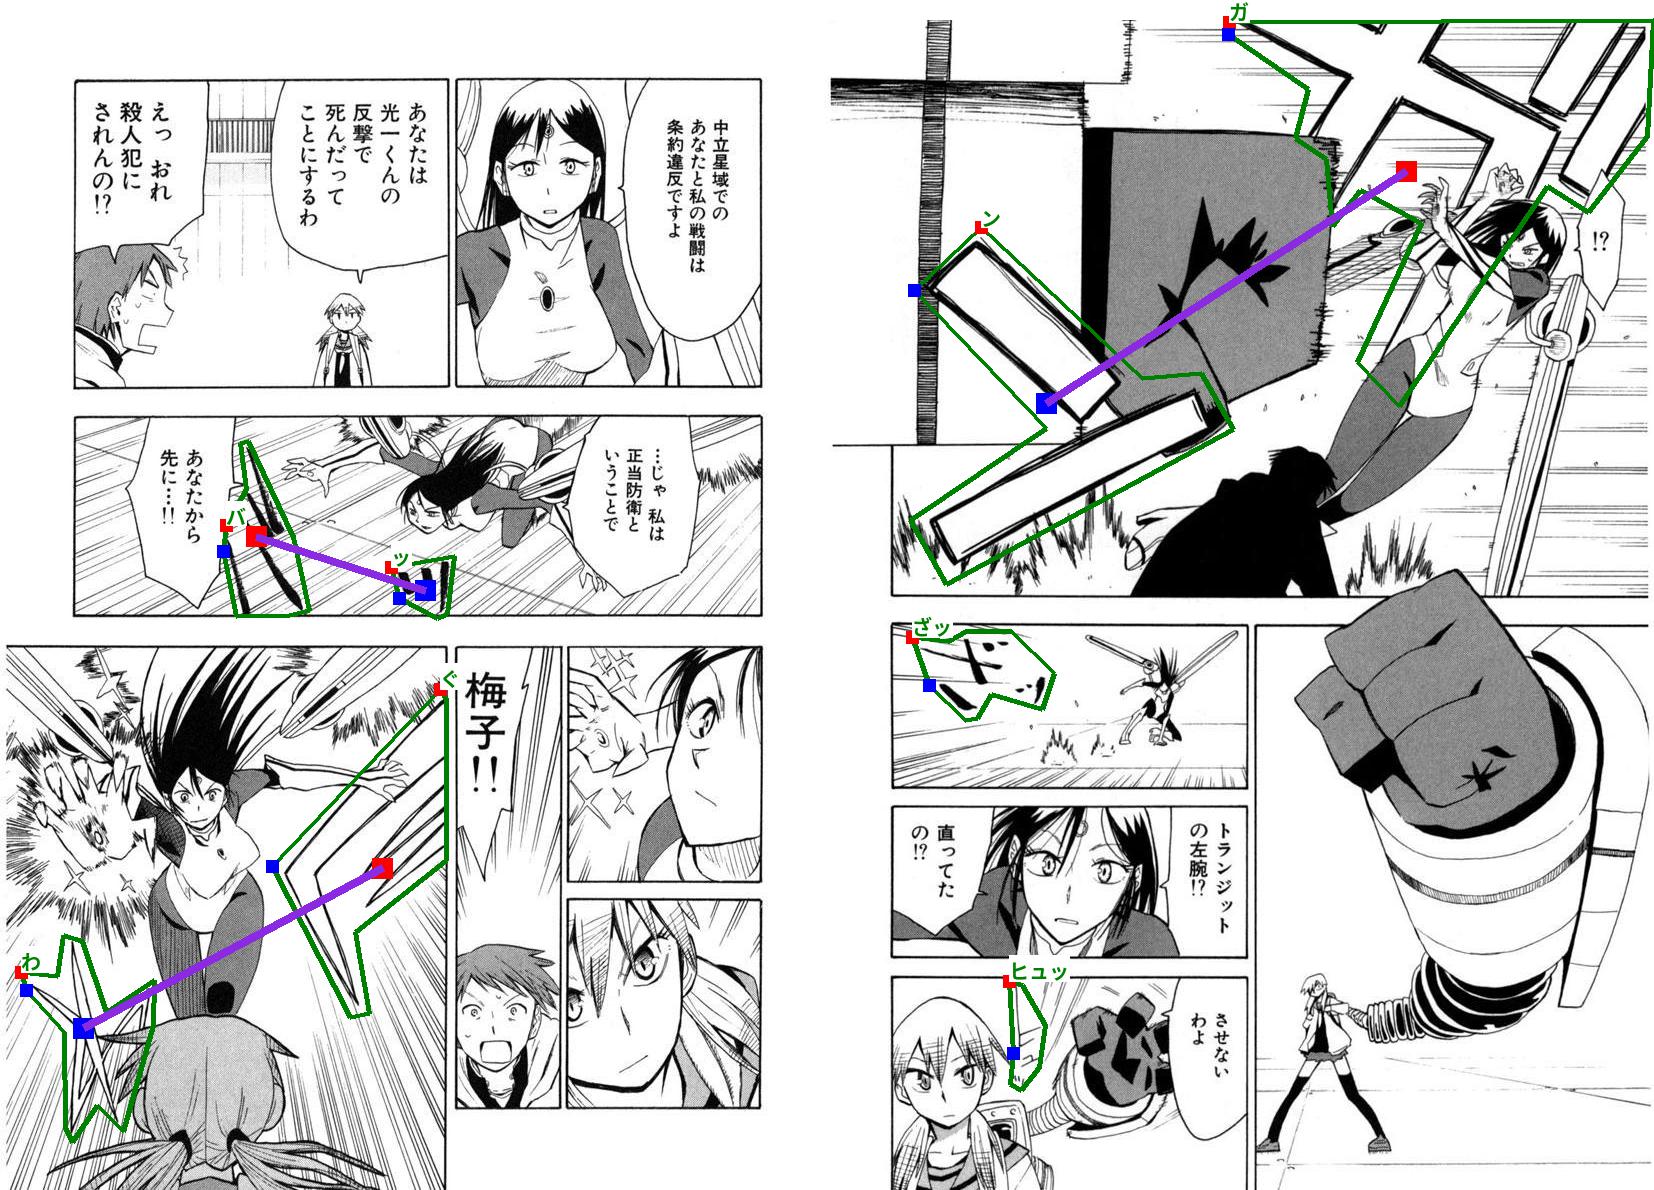 ガ
ン
!?
ざッ
トランジット
の左腕!?
直ってた
の!?
ヒュッ
させない
わよ
中立星域での
あなたと私の戦闘は
条約違反ですよ
あなたは
光一くんの
反撃で
死んだって
ことにするわ
えっ おれ
殺人犯に
されんの!?
…じゃ 私は
正当防衛と
いうことで
バ
ッ
あなたから
先に…!!
梅子!!
ぐ
わ